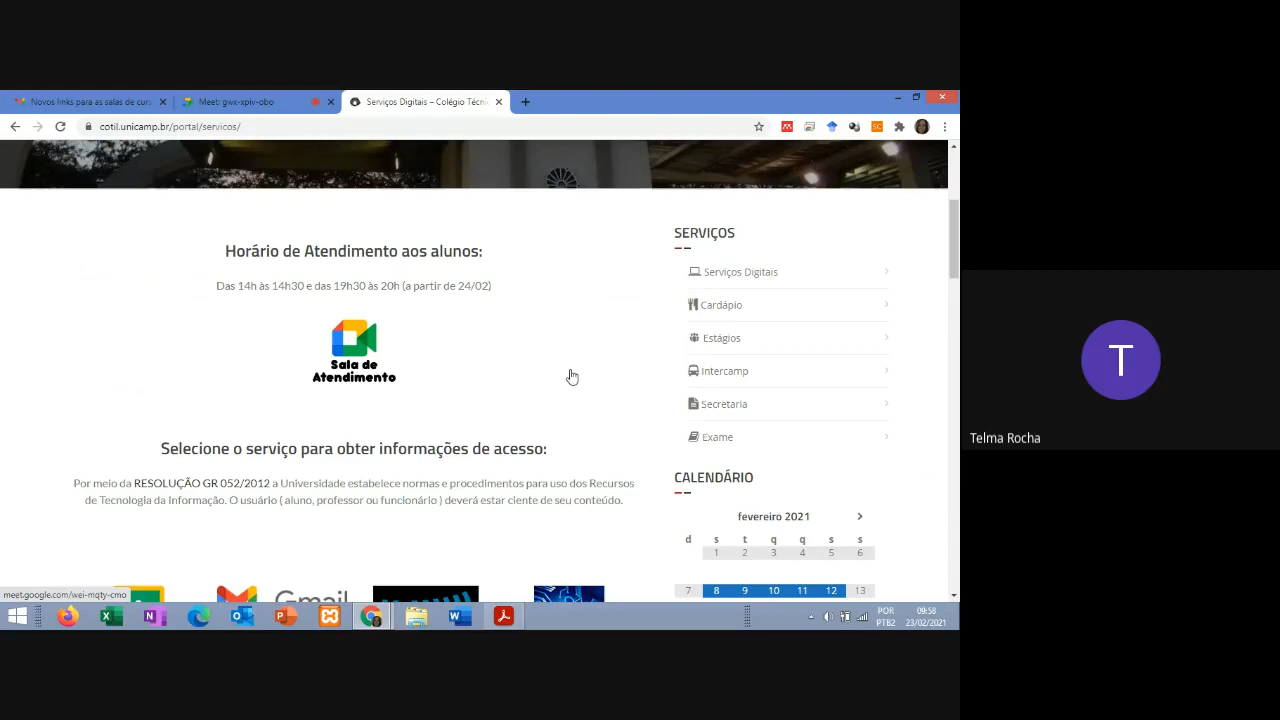 Novos links para as salas de curs
Meet: gwx-xpiv-obo
Serviços Digitais – Colégio Técni
cotil.unicamp.br/portal/servicos/
Horário de Atendimento aos alunos:
Das 14h às 14h30 e das 19h30 às 20h (a partir de 24/02)
Sala de
Atendimento
Selecione o serviço para obter informações de acesso:
Por meio da RESOLUÇÃO GR 052/2012 a Universidade estabelece normas e procedimentos para uso dos Recursos
de Tecnologia da Informação. O usuário ( aluno, professor ou funcionário ) deverá estar ciente de seu conteúdo.
Gmail
SERVIÇOS
Serviços Digitais
Cardápio
Estágios
Intercamp
Secretaria
Exame
CALENDÁRIO
fevereiro 2021
d s t q q s s
1 2 3 4 5 6
7 8 9 10 11 12 13
meet.google.com/wei-mqty-cmo
POR
PTB2
09:58
23/02/2021
T
Telma Rocha